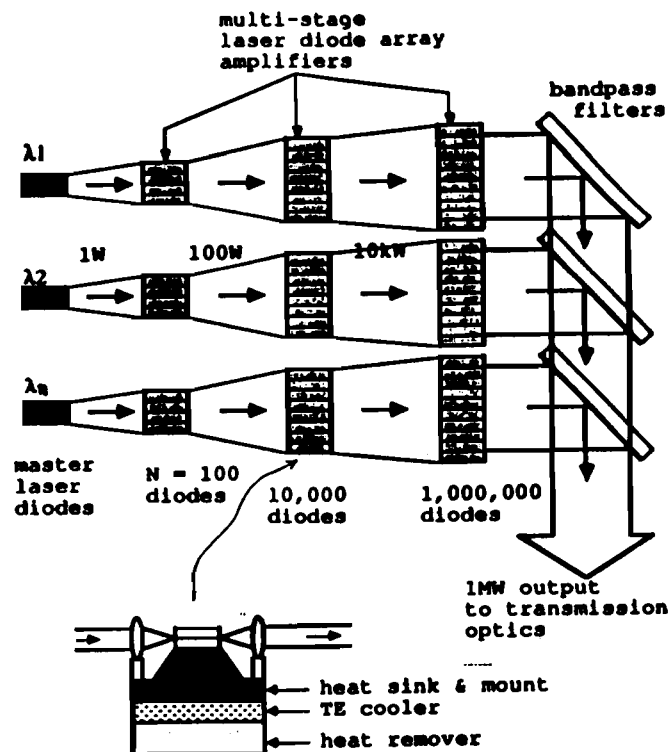 multi-stage
laser diode array
amplifiers
bandpass
filters
λ1
1W 100W 10kW
λ2
λn
master
laser
diodes
N = 100
diodes
10,000
diodes
1,000,000
diodes
1MW output
to transmission
optics
heat sink & mount
TE cooler
heat remover